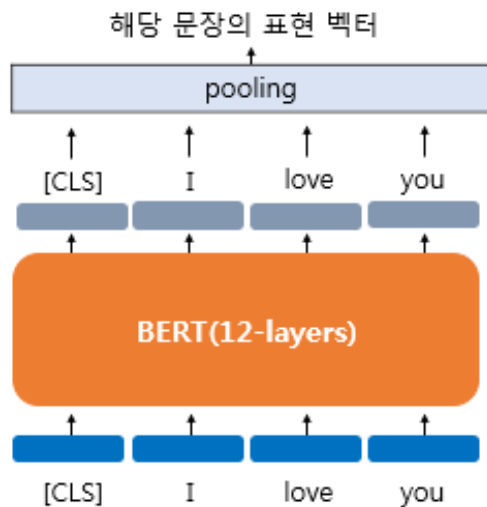 해당 문장의 표현 벡터
pooling
[CLS] I love you
BERT(12-layers)
[CLS] I love you